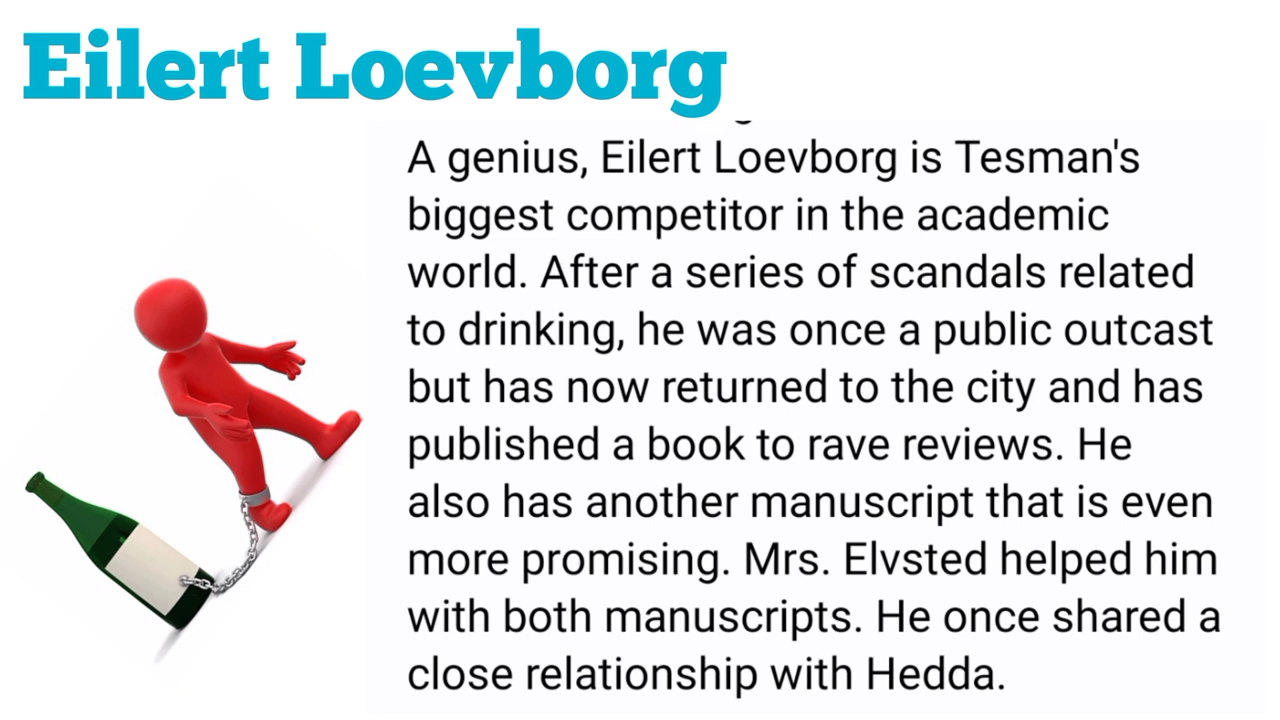 Eilert Loevborg
A genius, Eilert Loevborg is Tesman's
biggest competitor in the academic
world. After a series of scandals related
to drinking, he was once a public outcast
but has now returned to the city and has
published a book to rave reviews. He
also has another manuscript that is even
more promising. Mrs. Elvsted helped him
with both manuscripts. He once shared a
close relationship with Hedda.